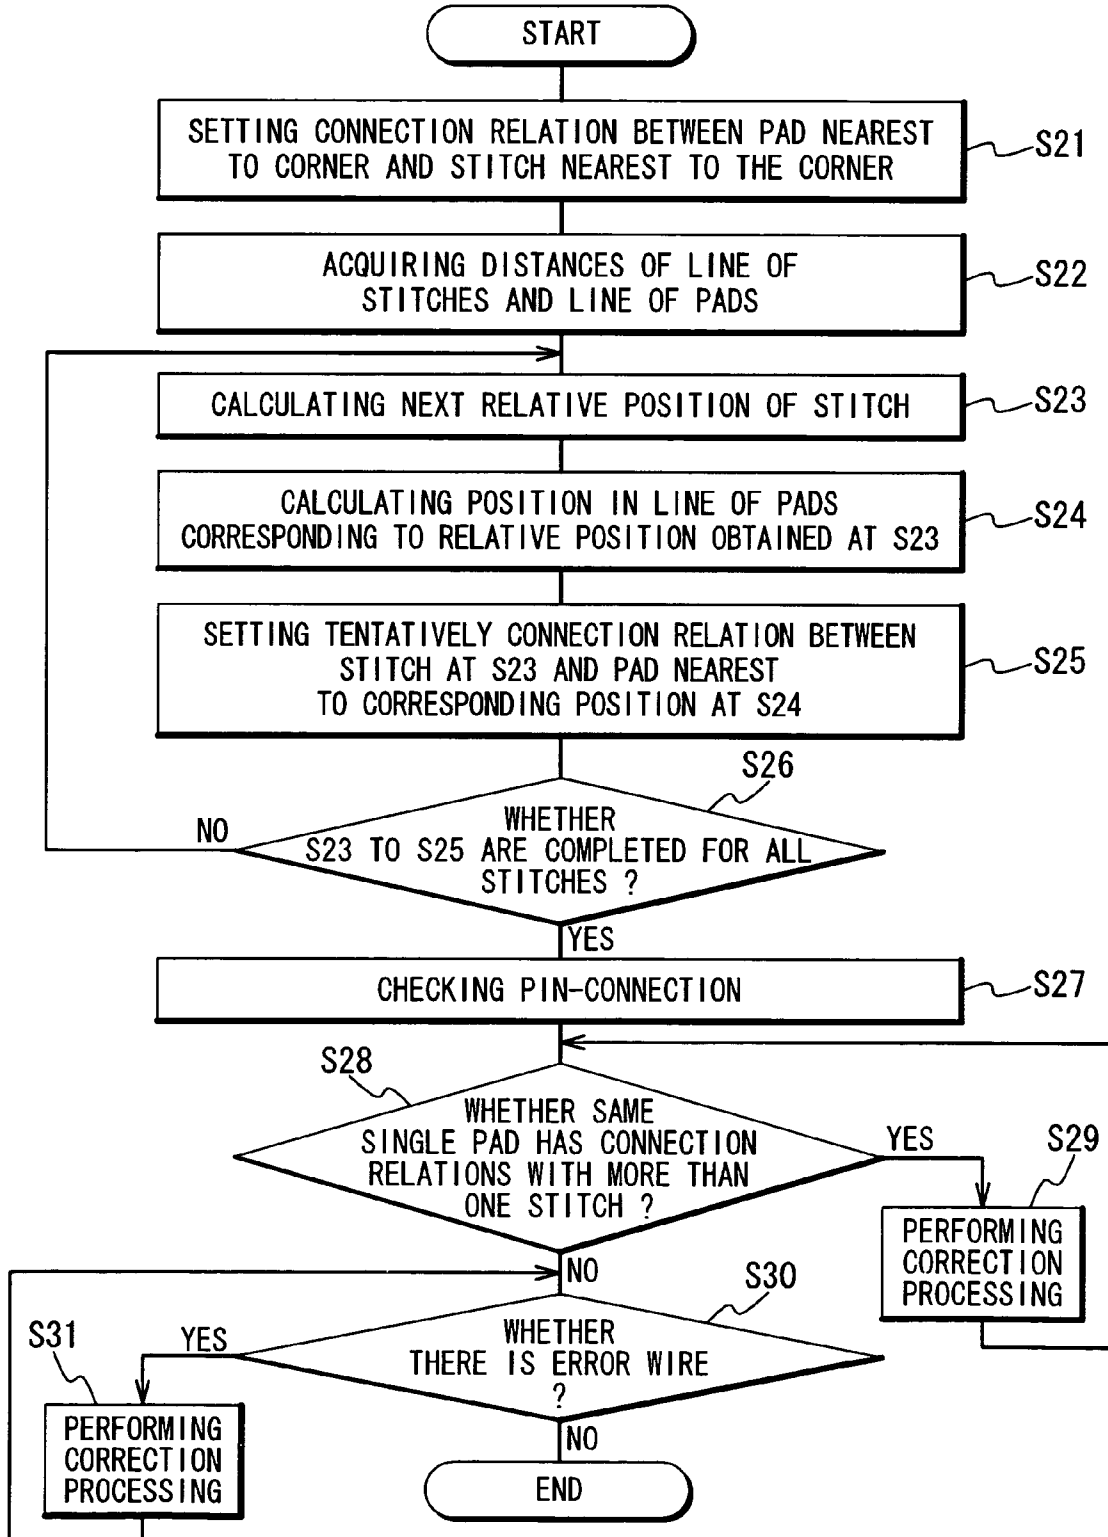 START
SETTING CONNECTION RELATION BETWEEN PAD NEAREST
TO CORNER AND STITCH NEAREST TO THE CORNER
S21
ACQUIRING DISTANCES OF LINE OF
STITCHES AND LINE OF PADS
S22
CALCULATING NEXT RELATIVE POSITION OF STITCH
S23
CALCULATING POSITION IN LINE OF PADS
CORRESPONDING TO RELATIVE POSITION OBTAINED AT S23
S24
SETTING TENTATIVELY CONNECTION RELATION BETWEEN
STITCH AT S23 AND PAD NEAREST
TO CORRESPONDING POSITION AT S24
S25
S26
WHETHER
S23 TO S25 ARE COMPLETED FOR ALL
STITCHES ?
NO
YES
CHECKING PIN-CONNECTION
S27
S28
WHETHER SAME
SINGLE PAD HAS CONNECTION
RELATIONS WITH MORE THAN
ONE STITCH ?
YES
S29
PERFORMING
CORRECTION
PROCESSING
NO
S30
WHETHER
THERE IS ERROR WIRE
?
YES
S31
PERFORMING
CORRECTION
PROCESSING
NO
END